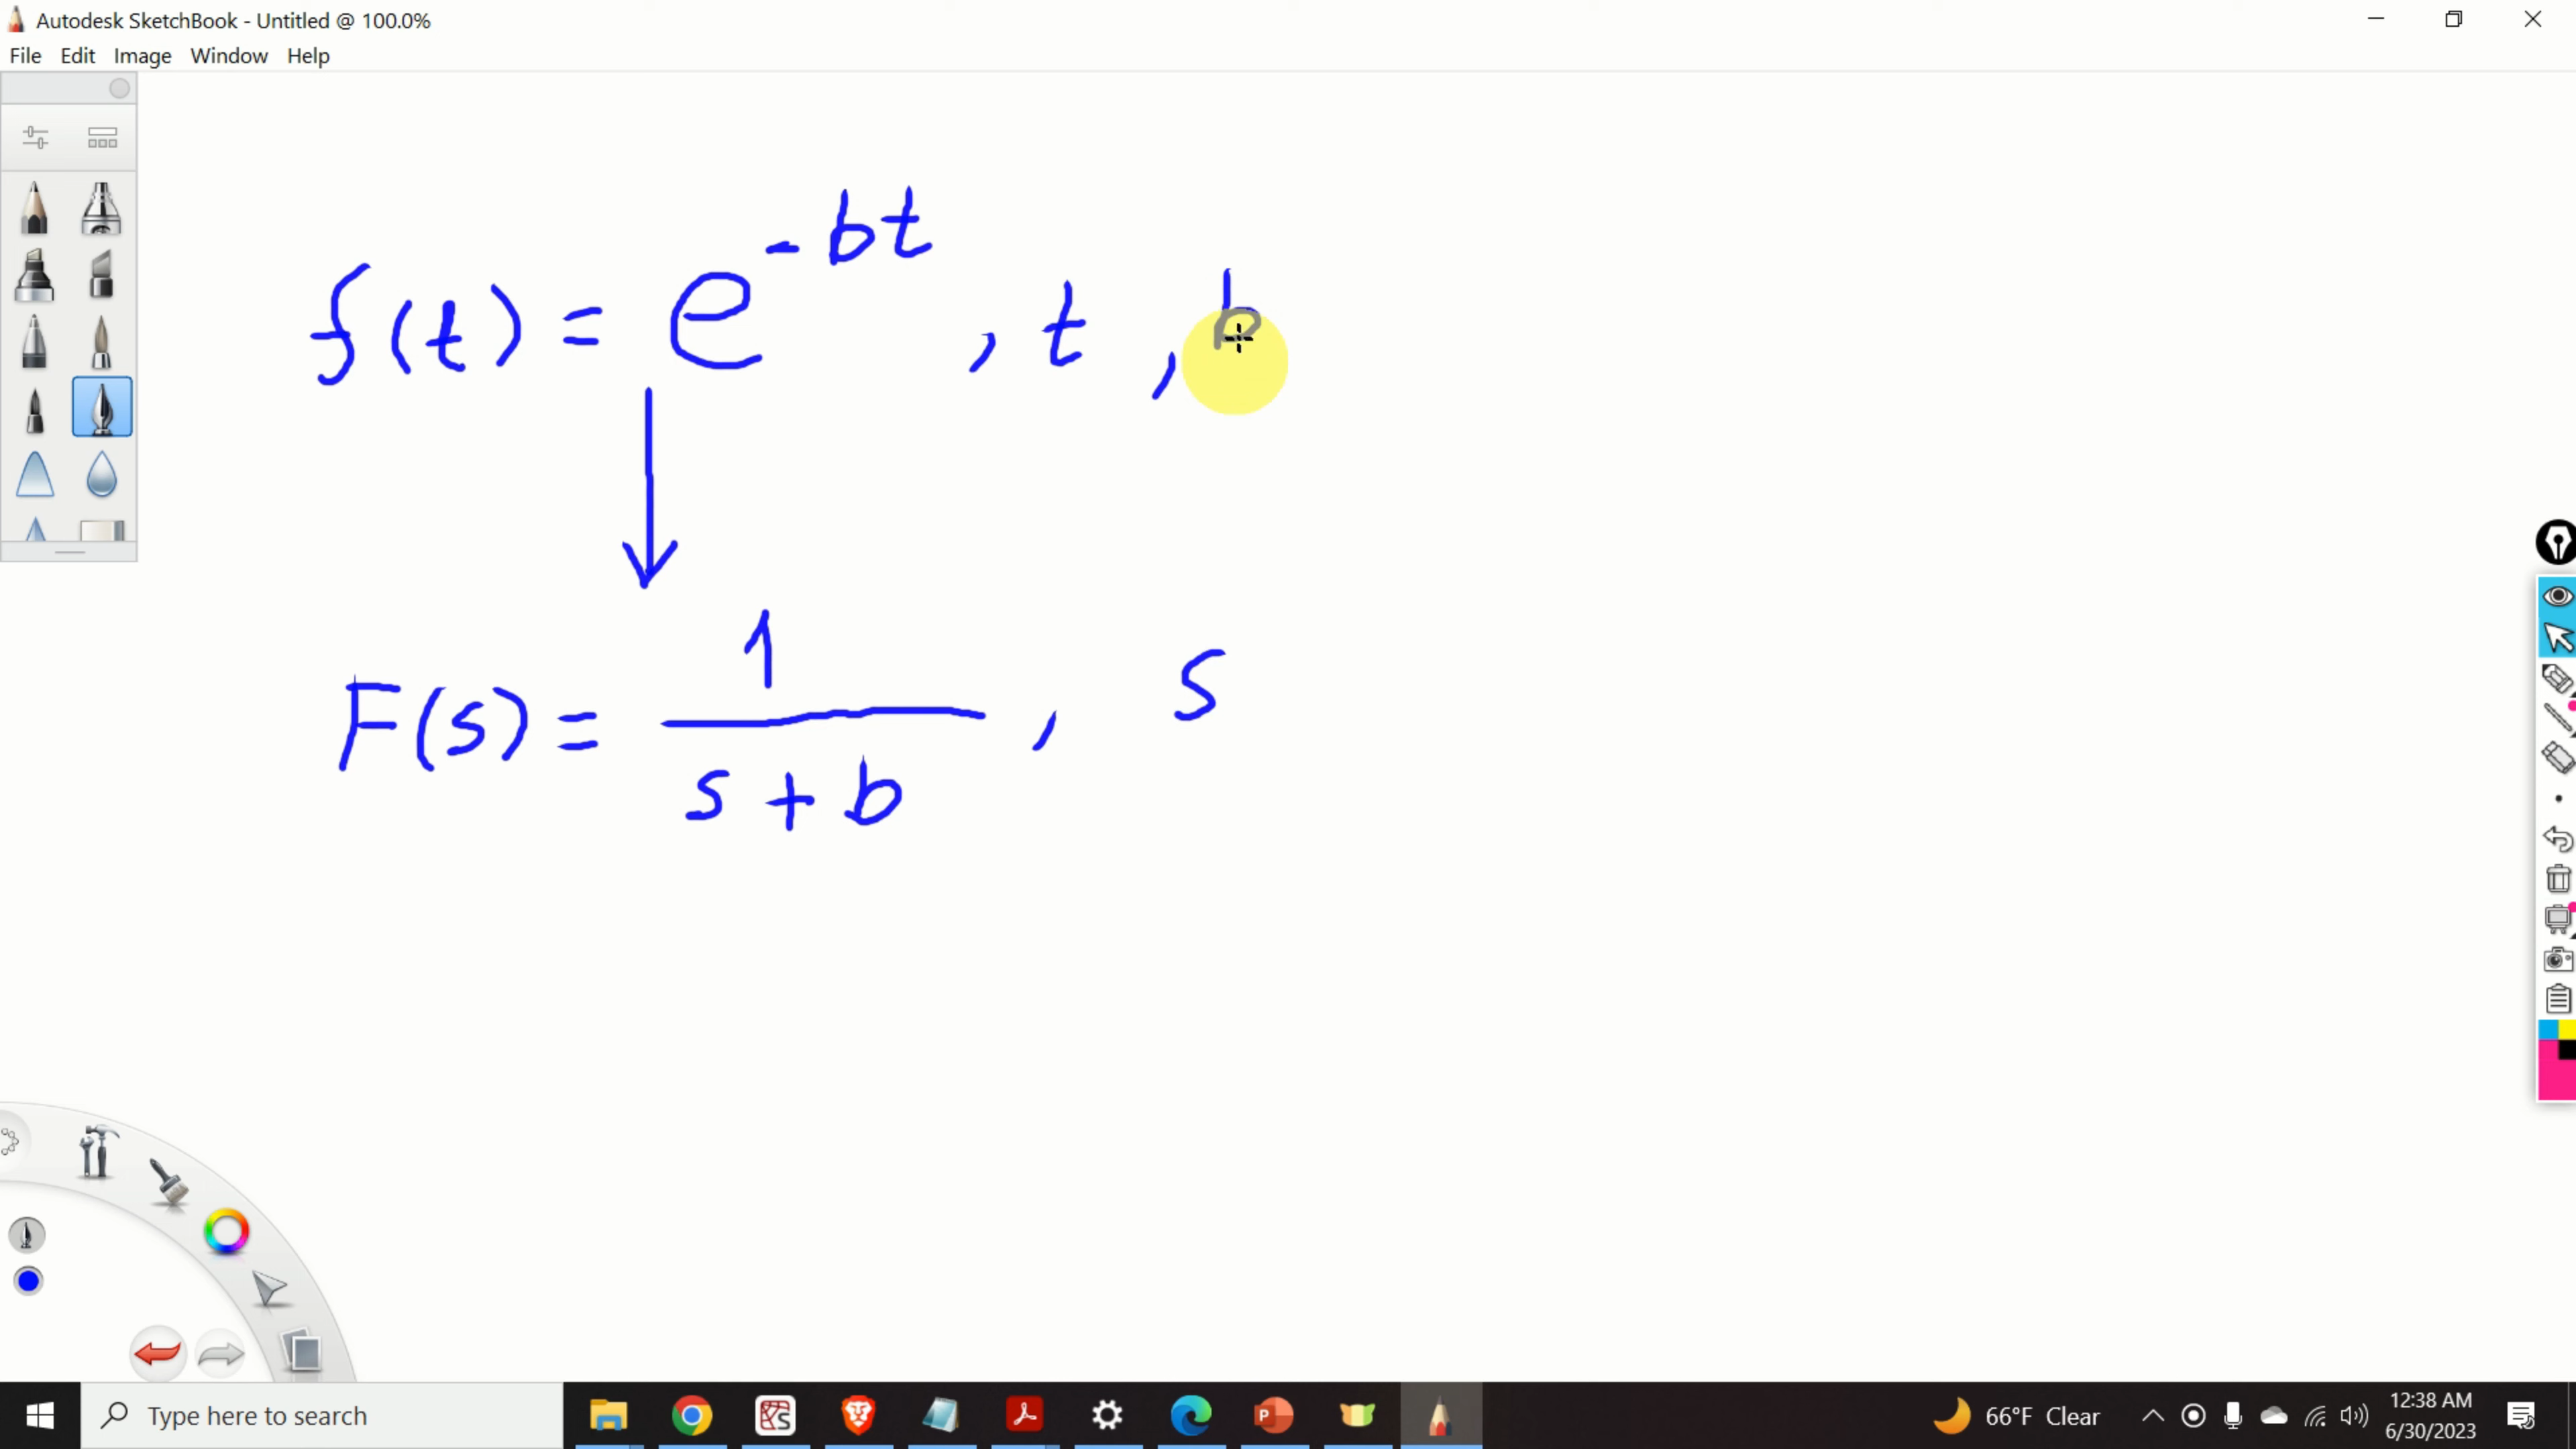 Autodesk SketchBook - Untitled @ 100.0%
File Edit Image Window Help
f(t) = e^{-bt} , t , b
F(s) = \frac{1}{s + b} , s
Type here to search
66°F Clear
12:38 AM
6/30/2023